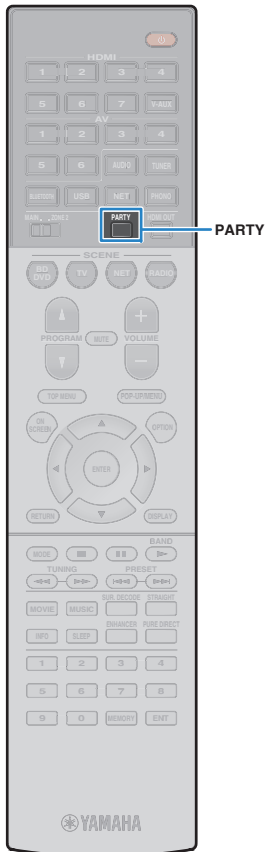 HDMI
1 2 3 4
5 6 7 V-AUX
AV
1 2 3 4
5 6 AUDIO TUNER
BLUETOOTH USB NET PHONO
MAIN ZONE 2 PARTY HDMI OUT
PARTY
SCENE
BD DVD TV NET RADIO
PROGRAM MUTE VOLUME
TOP MENU POP-UP/MENU
ON SCREEN OPTION
ENTER
RETURN DISPLAY
BAND
MODE
TUNING PRESET
SUR. DECODE STRAIGHT
MOVIE MUSIC
ENHANCER PURE DIRECT
INFO SLEEP
1 2 3 4
5 6 7 8
9 0 MEMORY ENT
YAMAHA